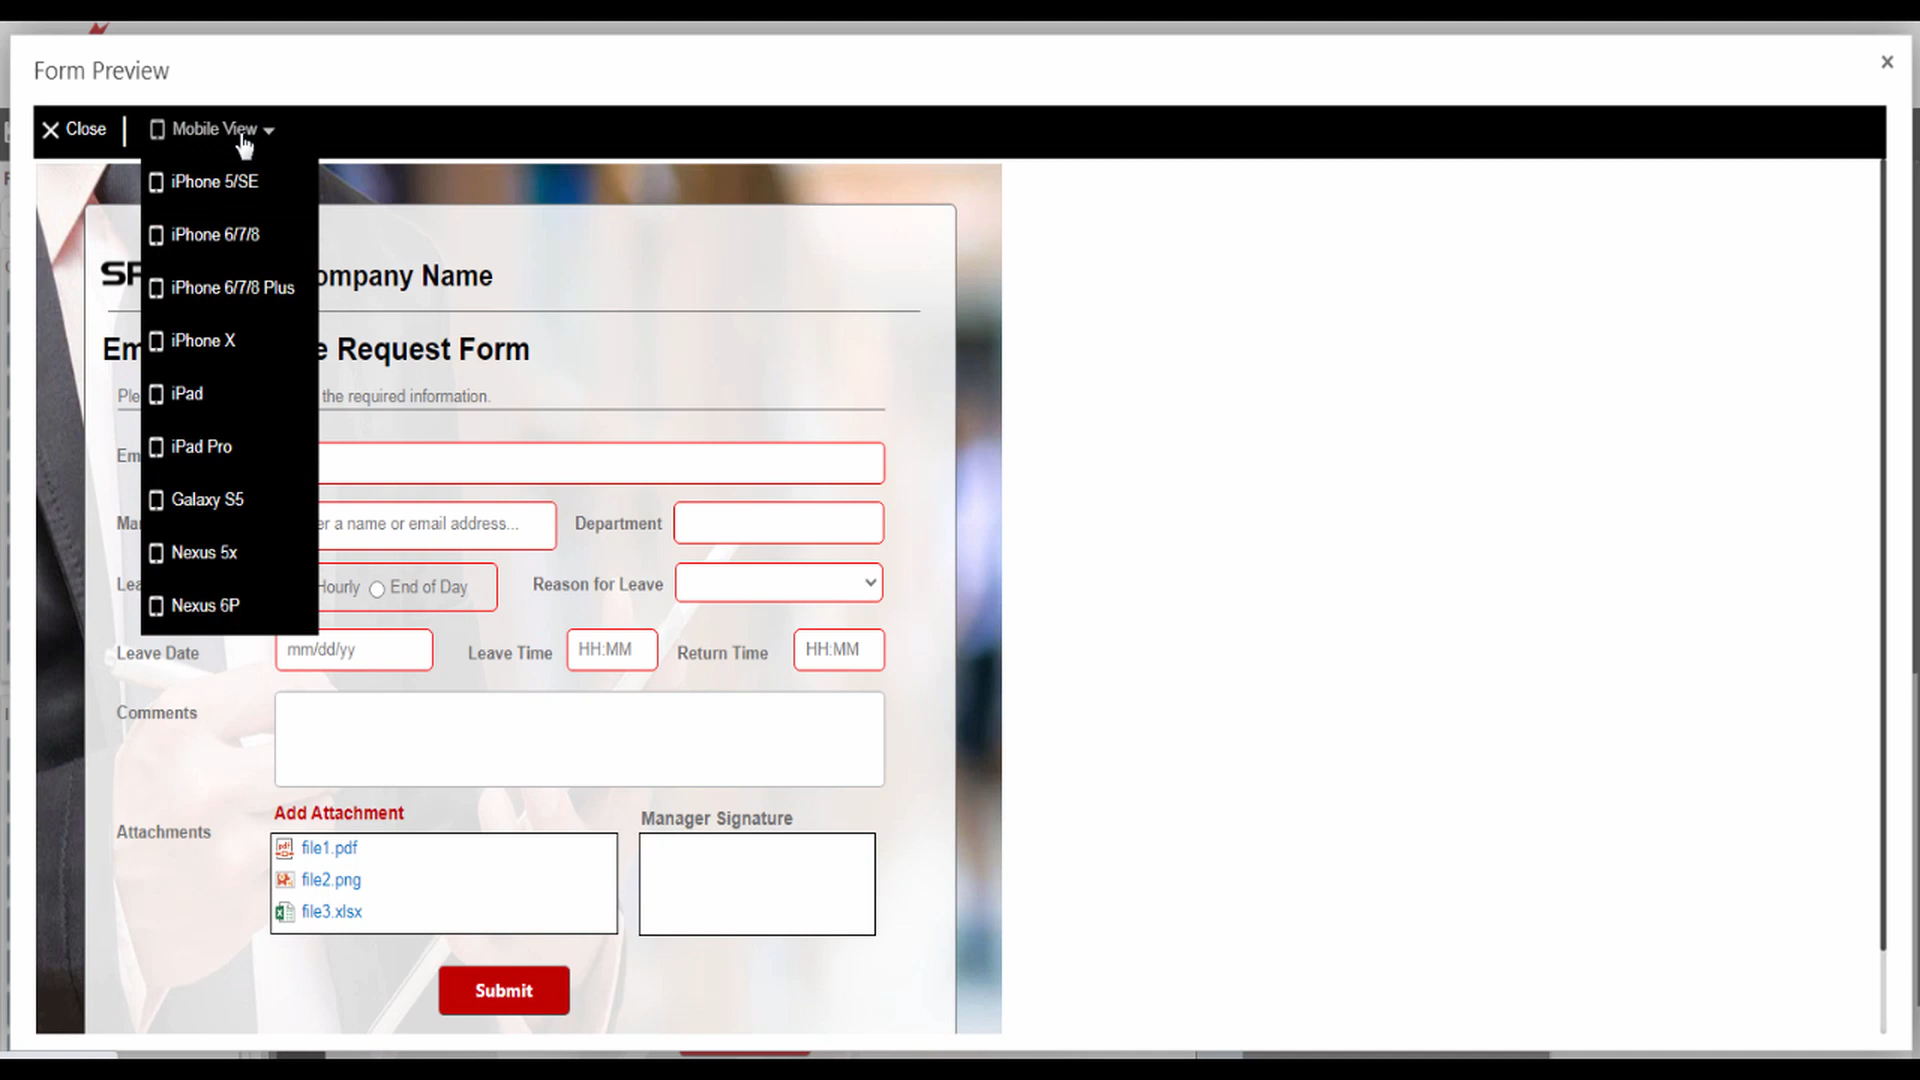 Form Preview
Close
Mobile View
iPhone 5/SE
iPhone 6/7/8
iPhone 6/7/8 Plus
iPhone X
iPad
iPad Pro
Galaxy S5
Nexus 5x
Nexus 6P
ompany Name
e Request Form
the required information.
er a name or email address...
Department
Hourly
End of Day
Reason for Leave
Leave Date
mm/dd/yy
Leave Time
HH:MM
Return Time
HH:MM
Comments
Attachments
Add Attachment
file1.pdf
file2.png
file3.xlsx
Manager Signature
Submit